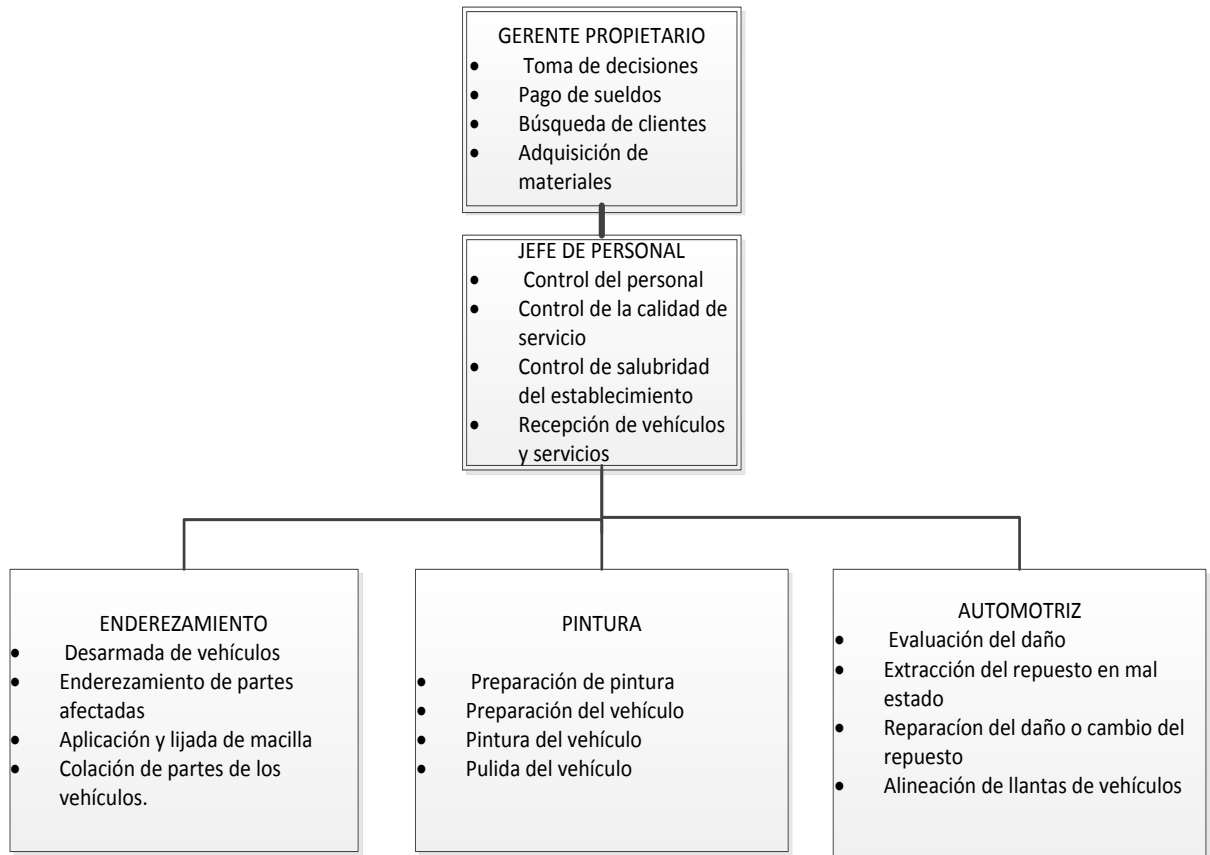 GERENTE PROPIETARIO
• Toma de decisiones
• Pago de sueldos
• Búsqueda de clientes
• Adquisición de
materiales
JEFE DE PERSONAL
• Control del personal
• Control de la calidad de
servicio
• Control de salubridad
del establecimiento
• Recepción de vehículos
y servicios
ENDEREZAMIENTO
• Desarmada de vehículos
• Enderezamiento de partes
afectadas
• Aplicación y lijada de macilla
• Colación de partes de los
vehículos.
PINTURA
• Preparación de pintura
• Preparación del vehículo
• Pintura del vehículo
• Pulida del vehículo
AUTOMOTRIZ
• Evaluación del daño
• Extracción del repuesto en mal
estado
• Reparacíon del daño o cambio del
repuesto
• Alineación de llantas de vehículos